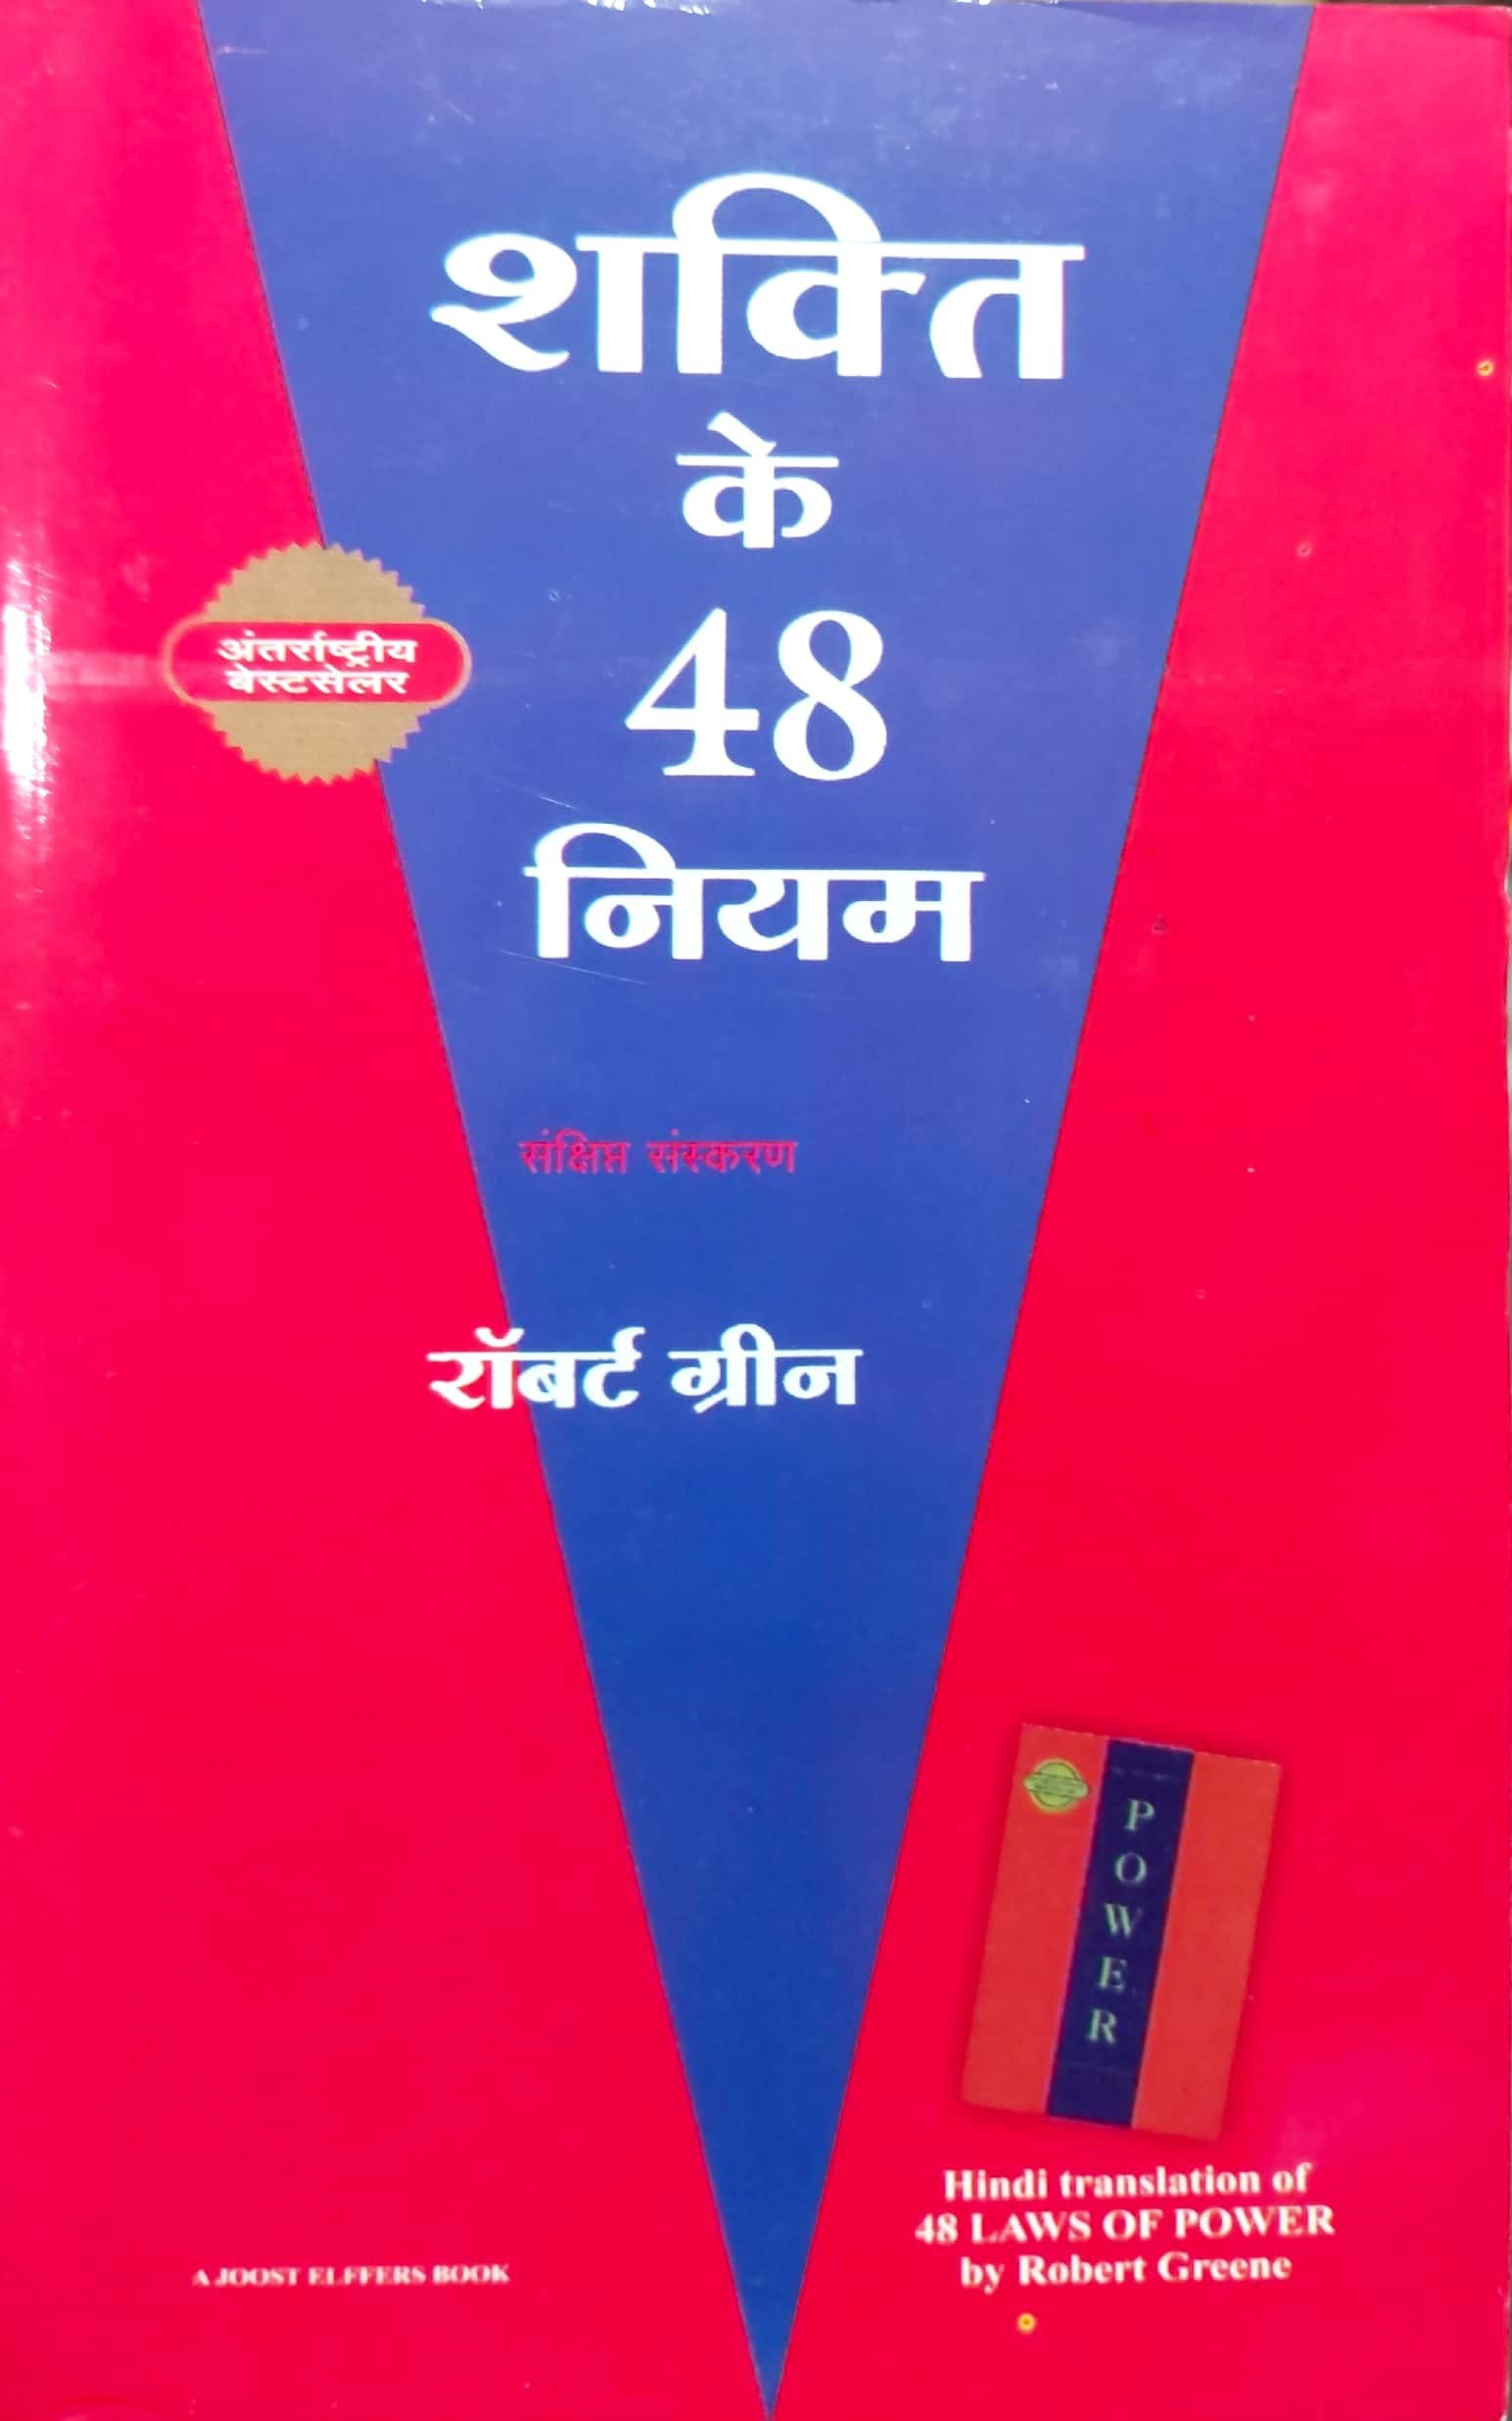 शक्ति
के
48
नियम
अंतर्राष्ट्रीय
बेस्टसेलर
संक्षिप्त संस्करण
रॉबर्ट ग्रीन
P
O
W
E
R
Hindi translation of
48 LAWS OF POWER
by Robert Greene
A JOOST ELFFERS BOOK